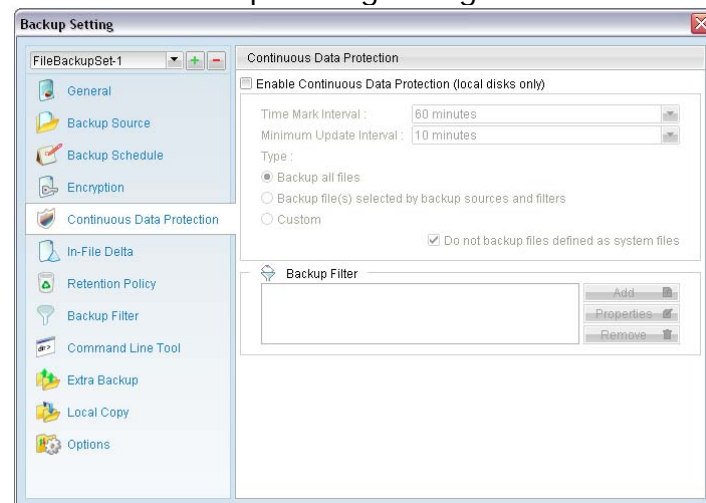 Backup Setting
FileBackupSet-1
General
Backup Source
Backup Schedule
Encryption
Continuous Data Protection
In-File Delta
Retention Policy
Backup Filter
Command Line Tool
Extra Backup
Local Copy
Options
Continuous Data Protection
Enable Continuous Data Protection (local disks only)
Time Mark Interval : 60 minutes
Minimum Update Interval : 10 minutes
Type :
Backup all files
Backup file(s) selected by backup sources and filters
Custom
Do not backup files defined as system files
Backup Filter
Add
Properties
Remove